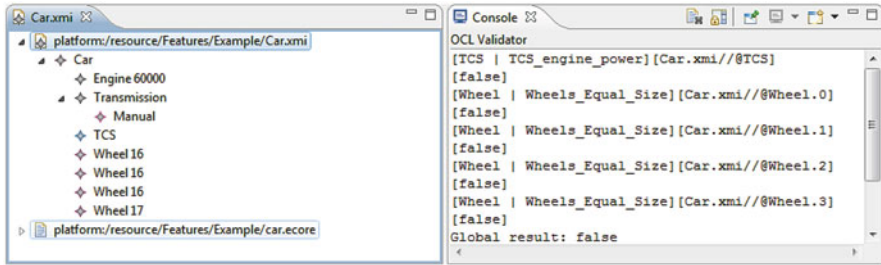 Car.xmi
platform:/resource/Features/Example/Car.xmi
Car
Engine 60000
Transmission
Manual
TCS
Wheel 16
Wheel 16
Wheel 16
Wheel 17
platform:/resource/Features/Example/car.ecore
Console
OCL Validator
[TCS | TCS_engine_power][Car.xmi//@TCS]
[false]
[Wheel | Wheels_Equal_Size][Car.xmi//@Wheel.0]
[false]
[Wheel | Wheels_Equal_Size][Car.xmi//@Wheel.1]
[false]
[Wheel | Wheels_Equal_Size][Car.xmi//@Wheel.2]
[false]
[Wheel | Wheels_Equal_Size][Car.xmi//@Wheel.3]
[false]
Global result: false